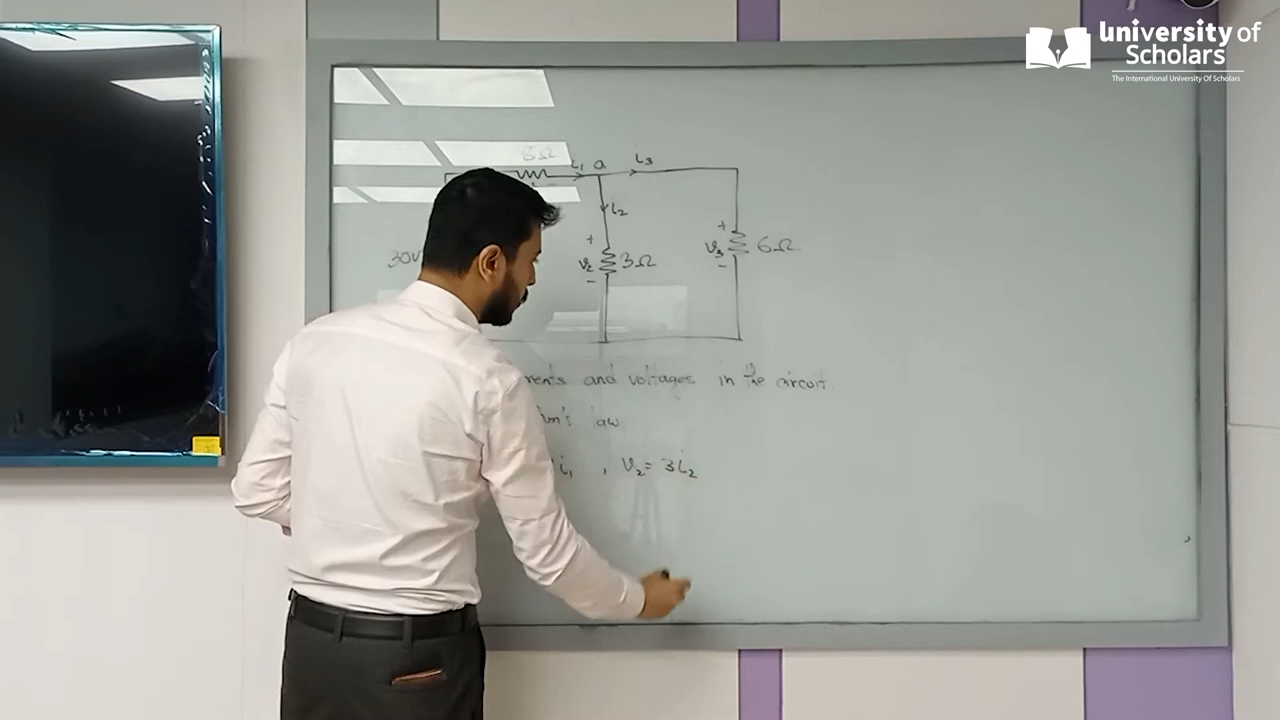 University of
Scholars
The International University Of Scholars
8Ω i₁ a i₃
i₂
+ +
30V v₂ 3Ω v₃ 6Ω
- -
rents and voltages in the circuit.
hm's law.
i₁ , v₂ = 3i₂